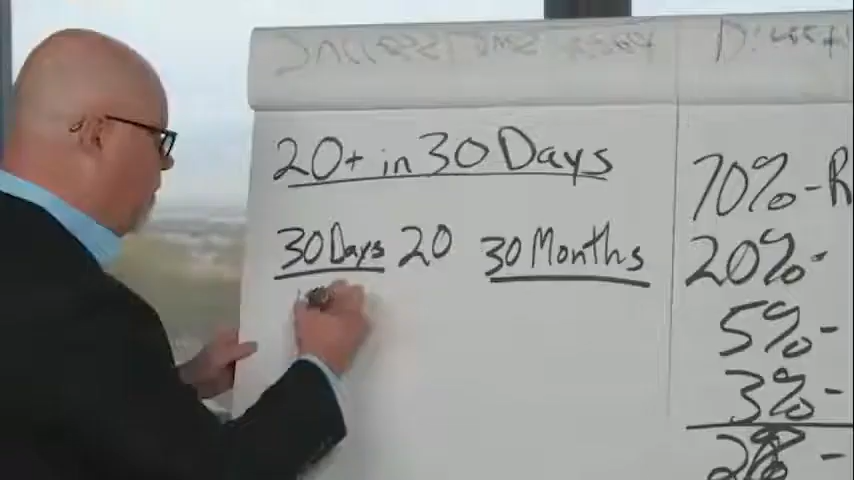 20+ in 30 Days
30 Days 20 30 Months
70% - R
20% -
5% -
3% -
2% -